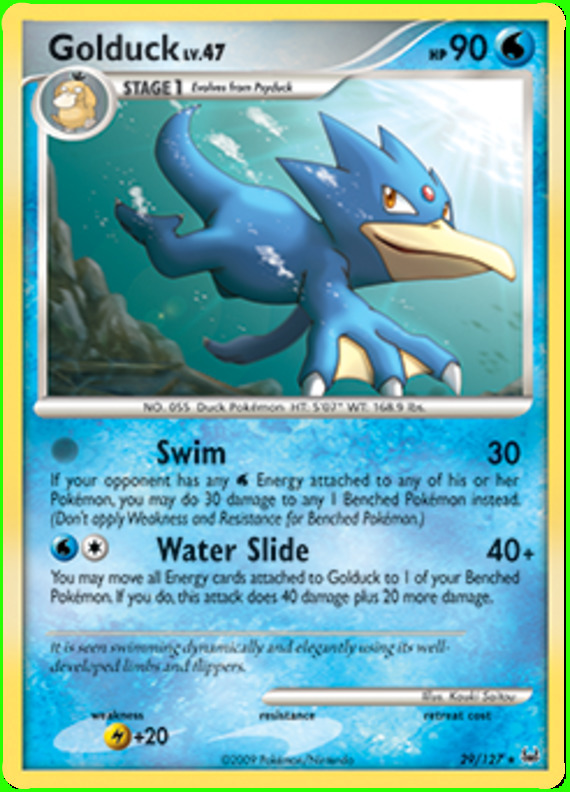 Golduck LV.47
HP 90
STAGE 1 Evolves from Psyduck
NO. 055 Duck Pokémon HT: 5'07" WT: 168.9 lbs.
Swim 30
If your opponent has any Energy attached to any of his or her
Pokémon, you may do 30 damage to any 1 Benched Pokémon instead.
(Don't apply Weakness and Resistance for Benched Pokémon.)
Water Slide 40+
You may move all Energy cards attached to Golduck to 1 of your Benched
Pokémon. If you do, this attack does 40 damage plus 20 more damage.
It is seen swimming dynamically and elegantly using its well-
developed limbs and flippers.
Illus. Kouki Saitou
weakness resistance retreat cost
+20
©2009 Pokémon/Nintendo 29/127